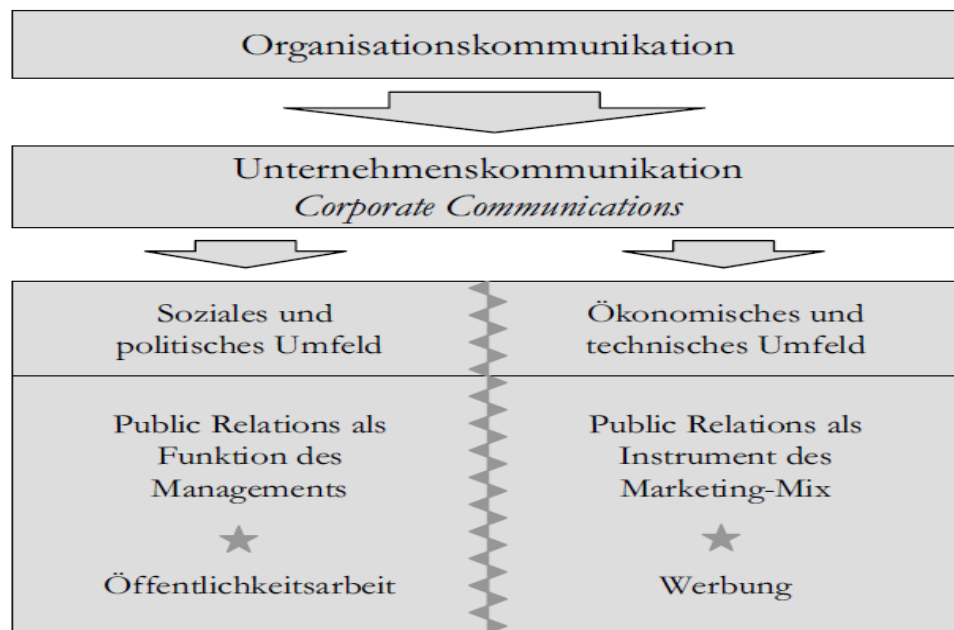 Organisationskommunikation
Unternehmenskommunikation
Corporate Communications
Soziales und
politisches Umfeld
Ökonomisches und
technisches Umfeld
Public Relations als
Funktion des
Managements
Öffentlichkeitsarbeit
Public Relations als
Instrument des
Marketing-Mix
Werbung